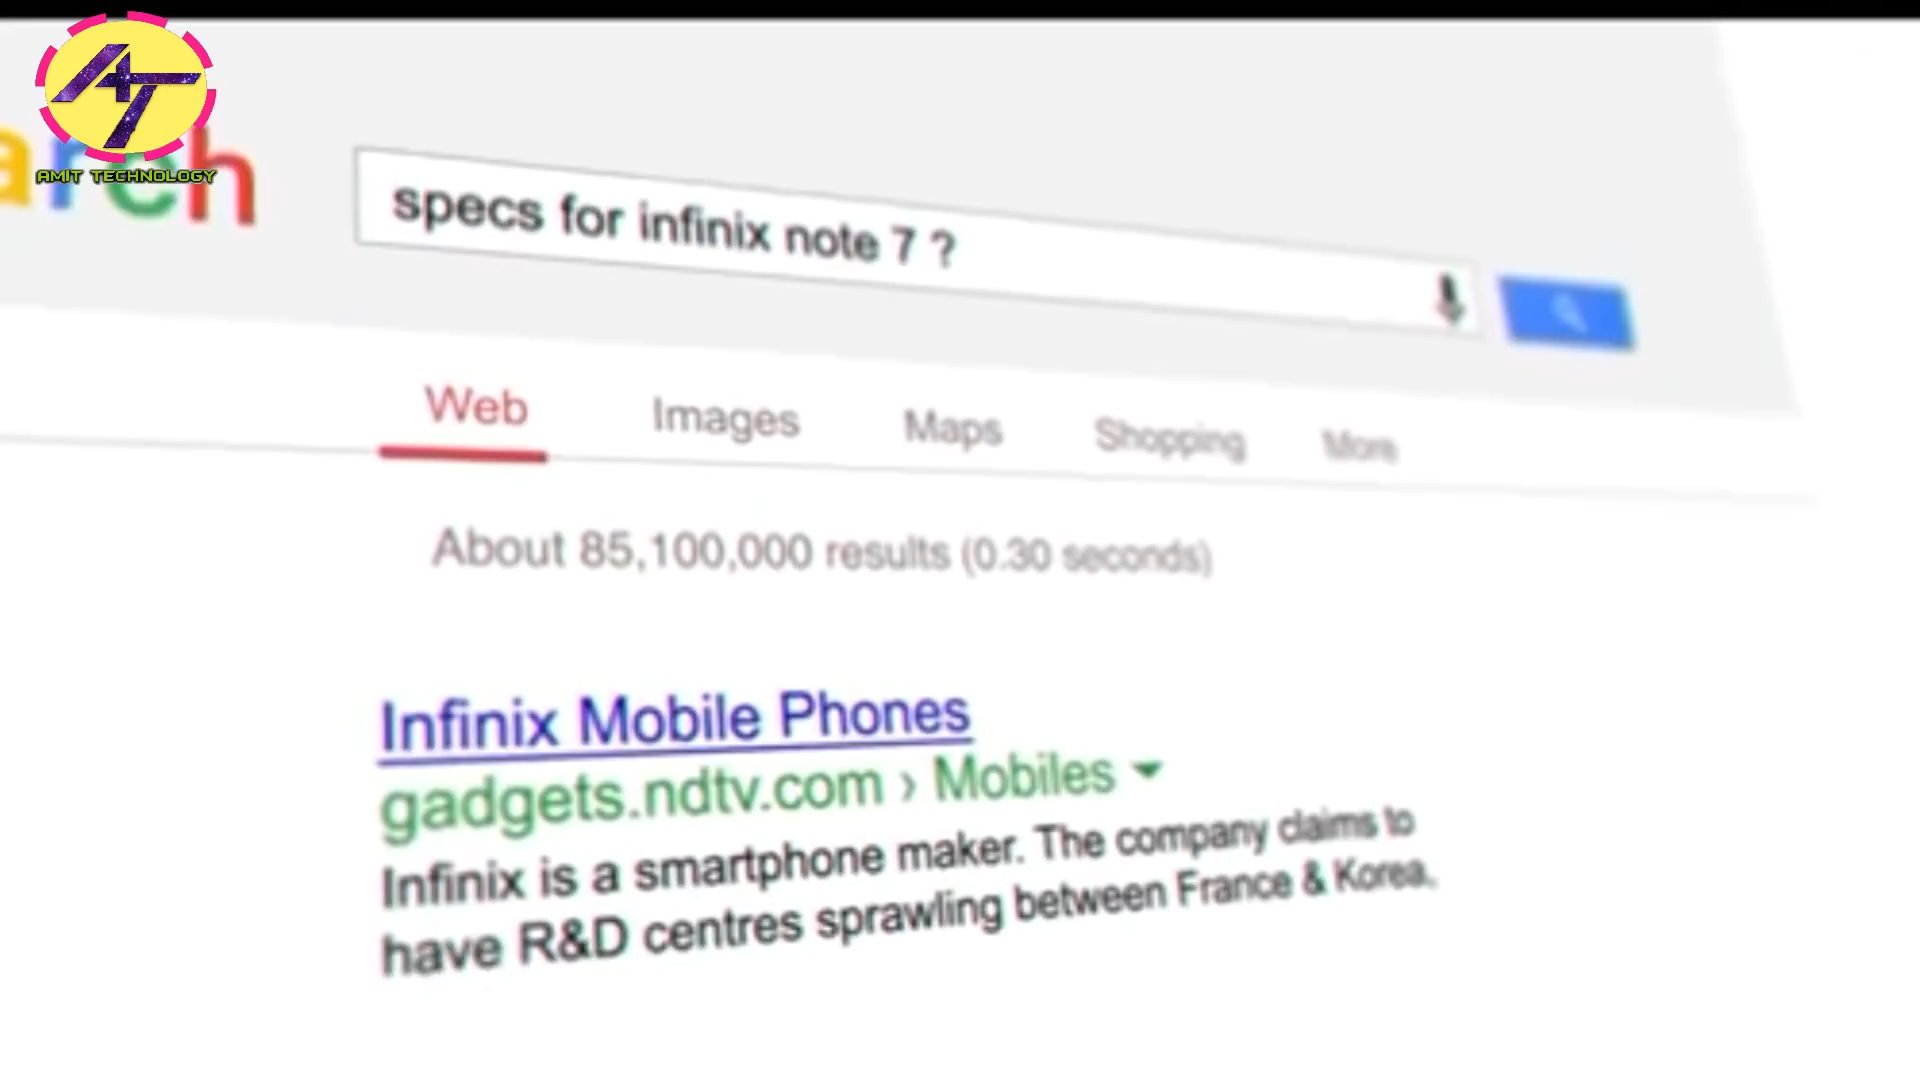 AT
AMIT TECHNOLOGY
arch
specs for infinix note 7 ?
Web Images Maps Shopping More
About 85,100,000 results (0.30 seconds)
Infinix Mobile Phones
gadgets.ndtv.com › Mobiles
Infinix is a smartphone maker. The company claims to
have R&D centres sprawling between France & Korea.